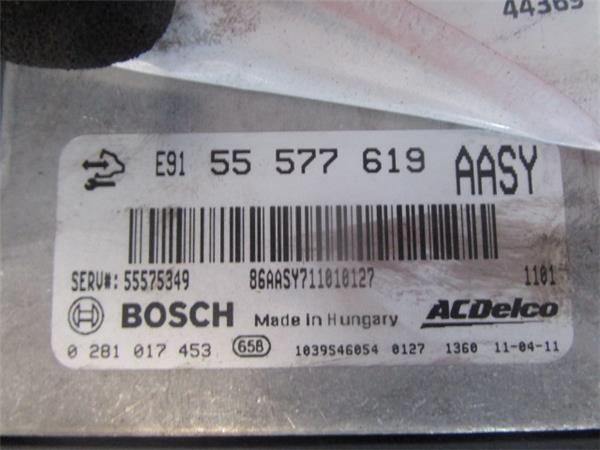 44369
E91 55 577 619 AASY
SERV#: 55575349 86AASY711010127 1101
BOSCH Made in Hungary ACDelco
0 281 017 453 658 1039S46054 0127 1360 11-04-11